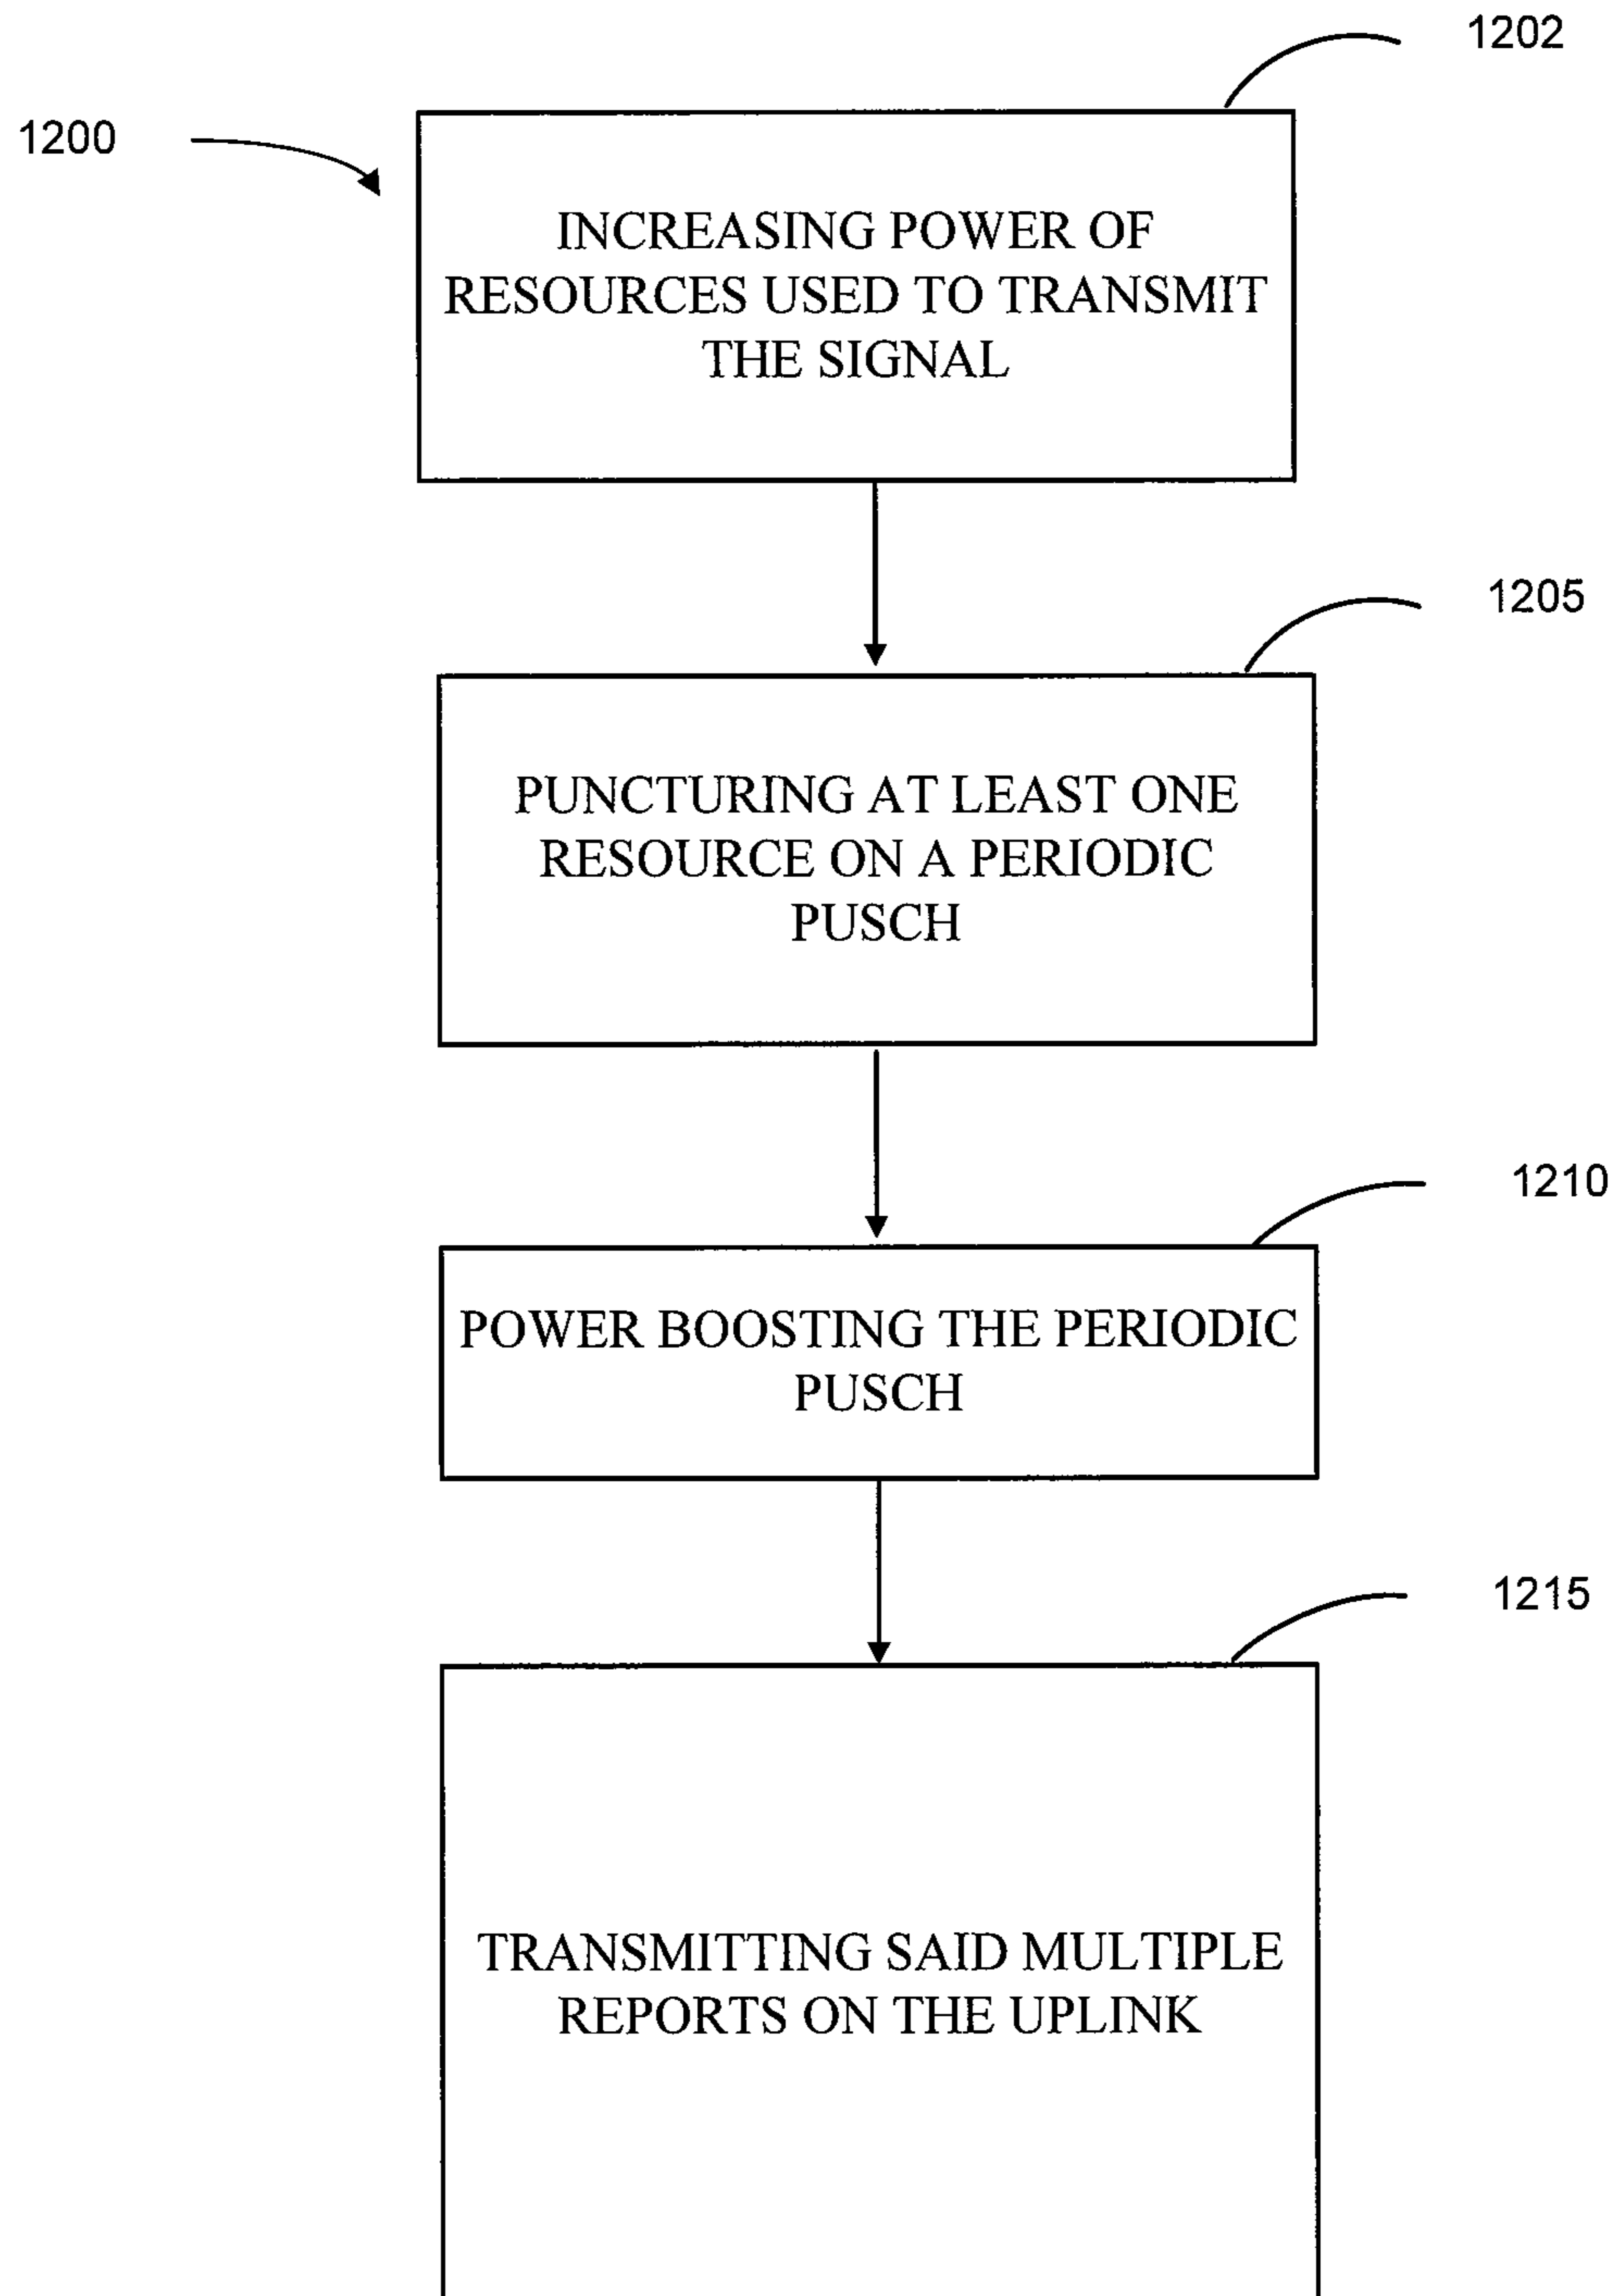 1202
1200
INCREASING POWER OF
RESOURCES USED TO TRANSMIT
THE SIGNAL
1205
PUNCTURING AT LEAST ONE
RESOURCE ON A PERIODIC
PUSCH
1210
POWER BOOSTING THE PERIODIC
PUSCH
1215
TRANSMITTING SAID MULTIPLE
REPORTS ON THE UPLINK